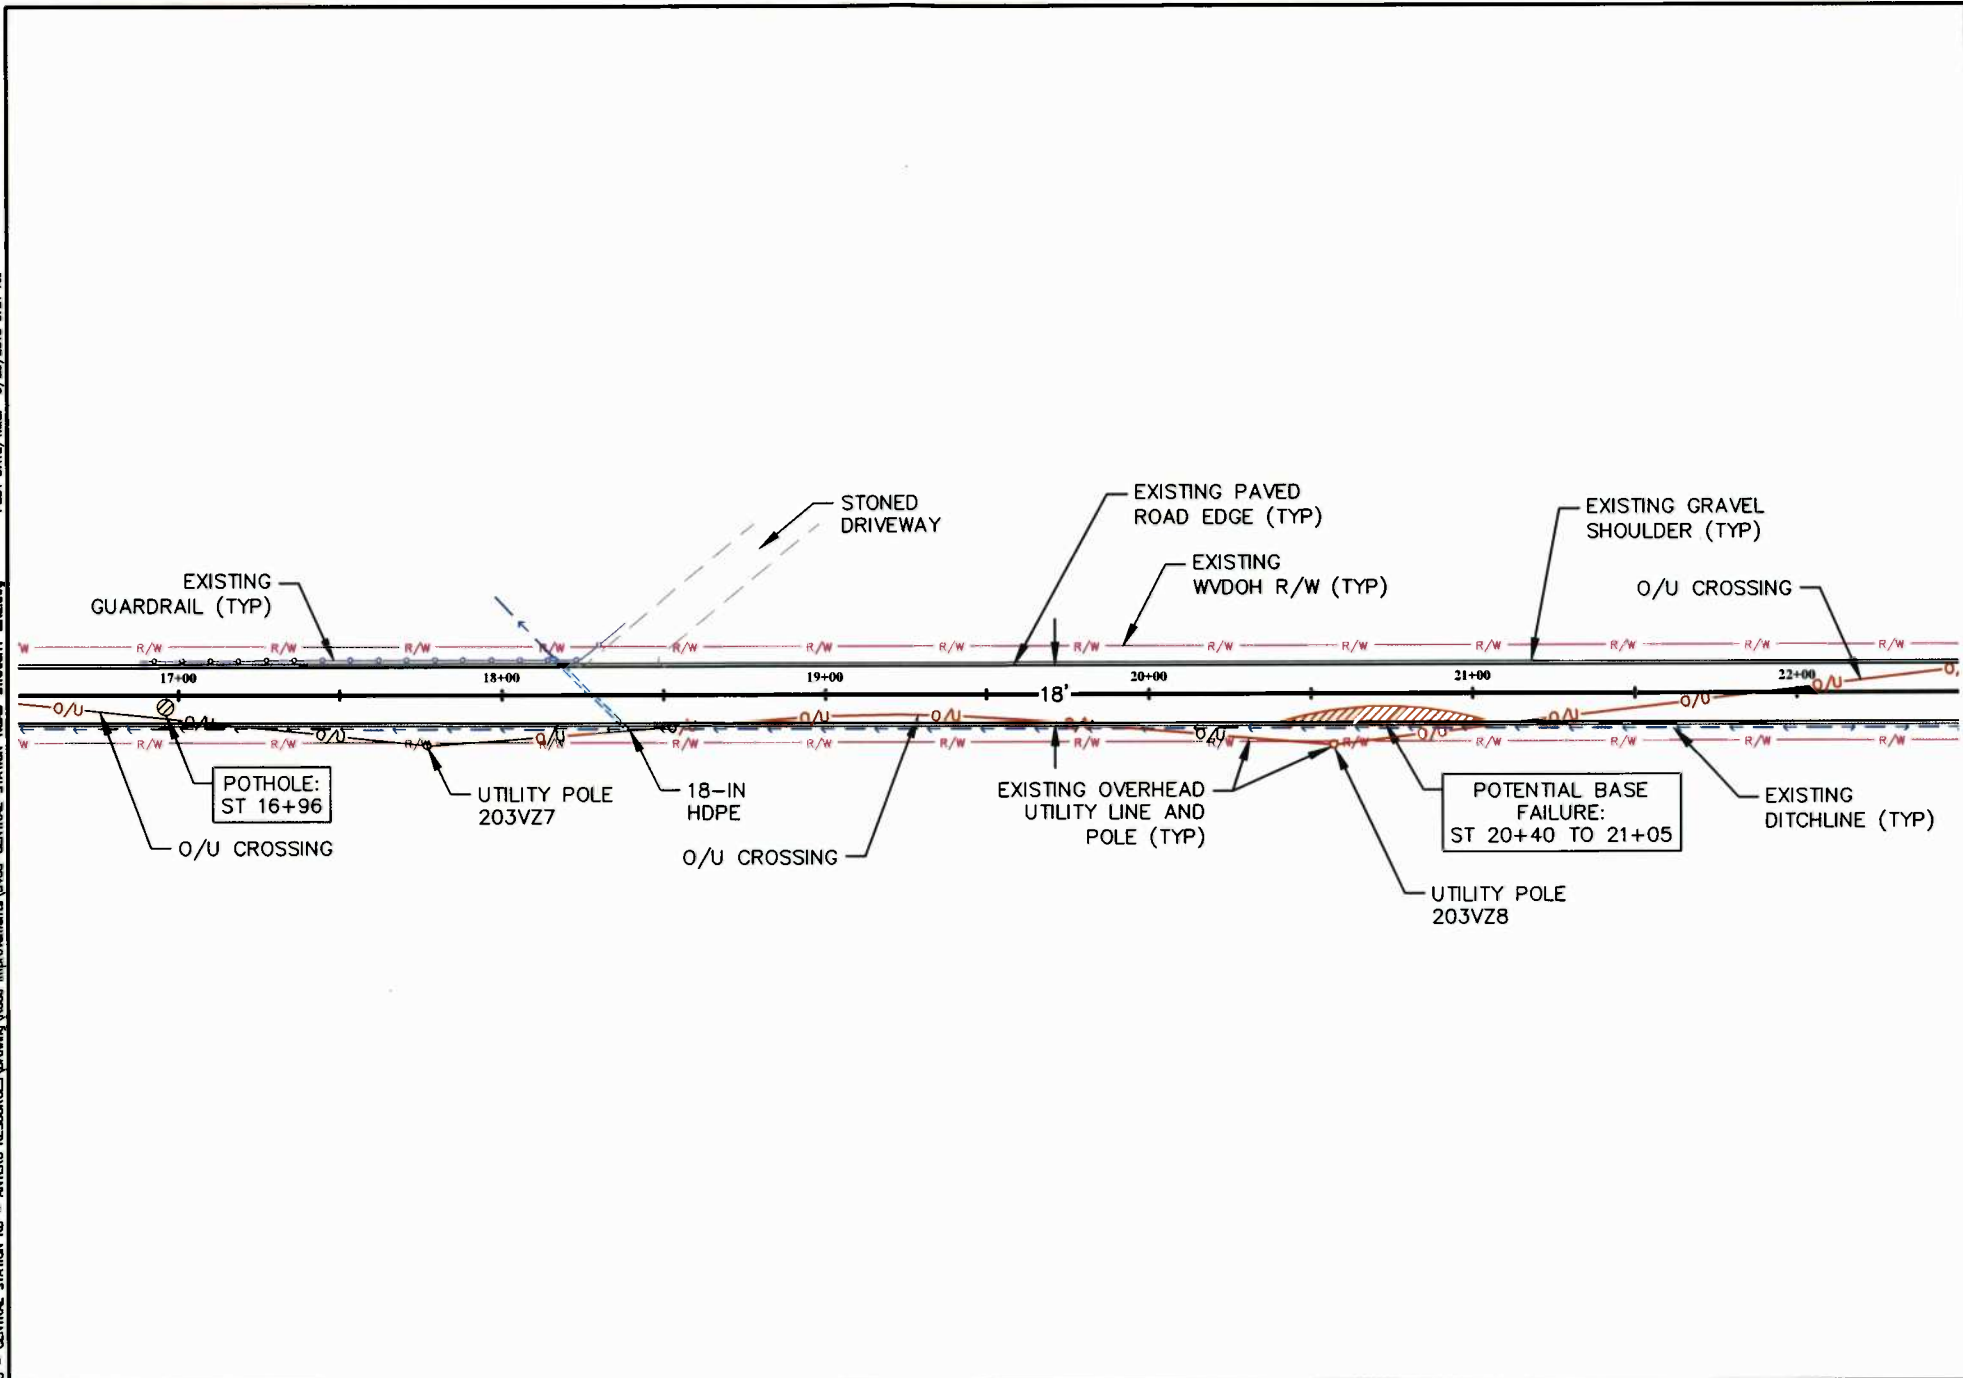 STONED
DRIVEWAY
EXISTING PAVED
ROAD EDGE (TYP)
EXISTING GRAVEL
SHOULDER (TYP)
EXISTING
GUARDRAIL (TYP)
EXISTING
WVDOH R/W (TYP)
O/U CROSSING
R/W R/W R/W R/W R/W R/W R/W R/W R/W R/W R/W R/W R/W R/W
17+00 18+00 19+00 20+00 21+00 22+00
18'
O/U O/U O/U O/U O/U O/U O/U O/U O/U O/U O/U
R/W R/W R/W R/W R/W R/W R/W R/W R/W R/W R/W R/W R/W R/W
POTHOLE:
ST 16+96
UTILITY POLE
203VZ7
18-IN
HDPE
EXISTING OVERHEAD
UTILITY LINE AND
POLE (TYP)
POTENTIAL BASE
FAILURE:
ST 20+40 TO 21+05
EXISTING
DITCHLINE (TYP)
O/U CROSSING
O/U CROSSING
UTILITY POLE
203VZ8